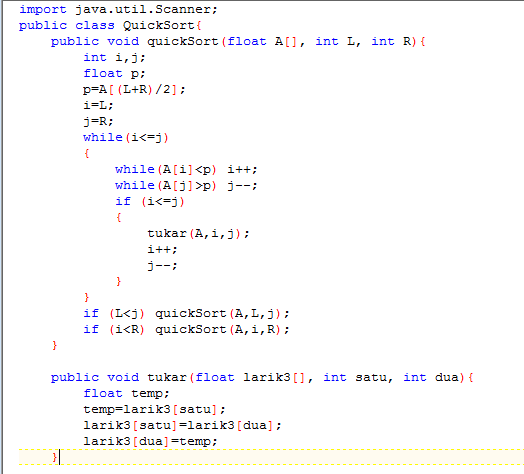 import java.util.Scanner;
public class QuickSort{
    public void quickSort(float A[], int L, int R){
        int i,j;
        float p;
        p=A[(L+R)/2];
        i=L;
        j=R;
        while(i<=j)
        {
            while(A[i]<p) i++;
            while(A[j]>p) j--;
            if (i<=j)
            {
                tukar(A,i,j);
                i++;
                j--;
            }
        }
        if (L<j) quickSort(A,L,j);
        if (i<R) quickSort(A,i,R);
    }

    public void tukar(float larik3[], int satu, int dua){
        float temp;
        temp=larik3[satu];
        larik3[satu]=larik3[dua];
        larik3[dua]=temp;
    }